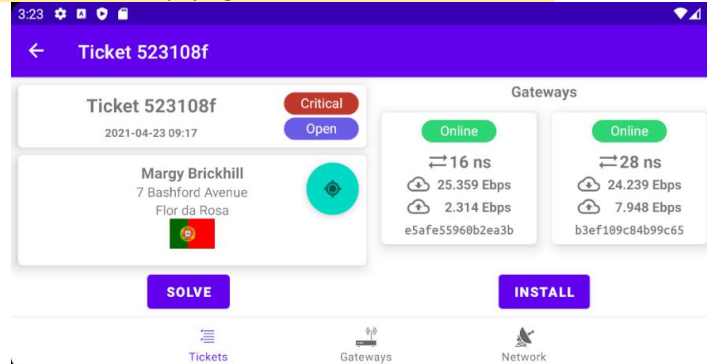 3:23
Ticket 523108f
Ticket 523108f
Critical
2021-04-23 09:17
Open
Margy Brickhill
7 Bashford Avenue
Flor da Rosa
SOLVE
Gateways
Online
16 ns
25.359 Ebps
2.314 Ebps
e5afe55960b2ea3b
Online
28 ns
24.239 Ebps
7.948 Ebps
b3ef109c84b99c65
INSTALL
Tickets
Gateways
Network